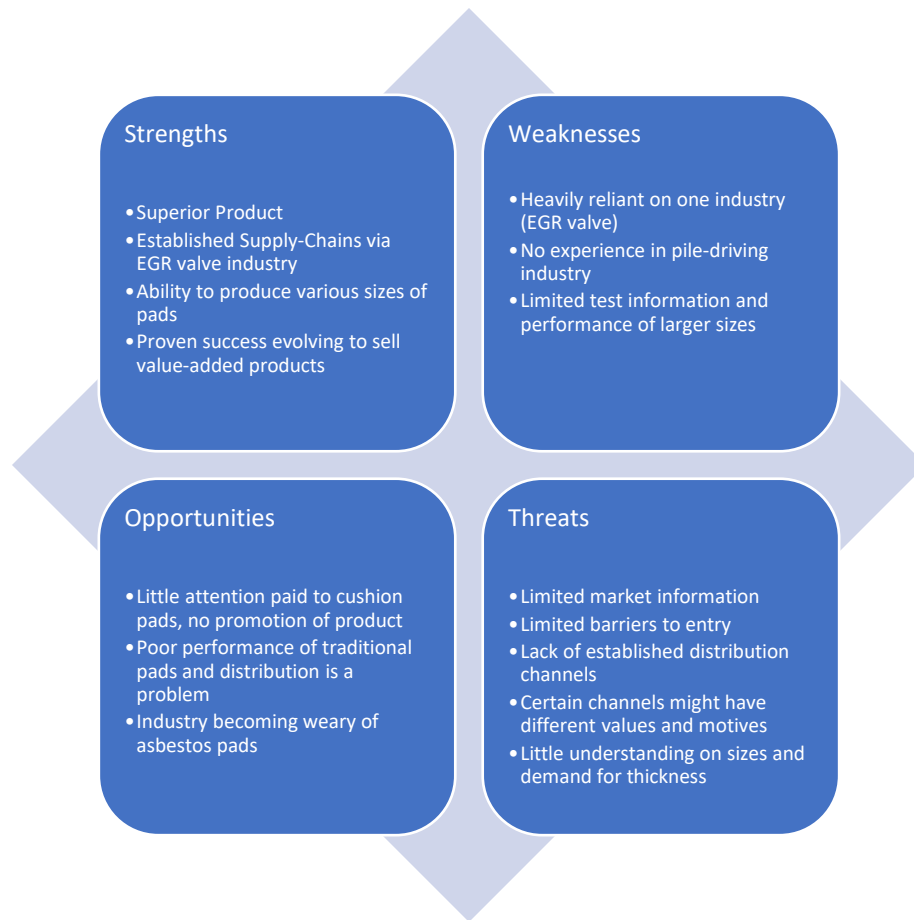 Strengths
•Superior Product
•Established Supply-Chains via
EGR valve industry
•Ability to produce various sizes of
pads
•Proven success evolving to sell
value-added products
Weaknesses
•Heavily reliant on one industry
(EGR valve)
•No experience in pile-driving
industry
•Limited test information and
performance of larger sizes
Opportunities
•Little attention paid to cushion
pads, no promotion of product
•Poor performance of traditional
pads and distribution is a
problem
•Industry becoming weary of
asbestos pads
Threats
•Limited market information
•Limited barriers to entry
•Lack of established distribution
channels
•Certain channels might have
different values and motives
•Little understanding on sizes and
demand for thickness